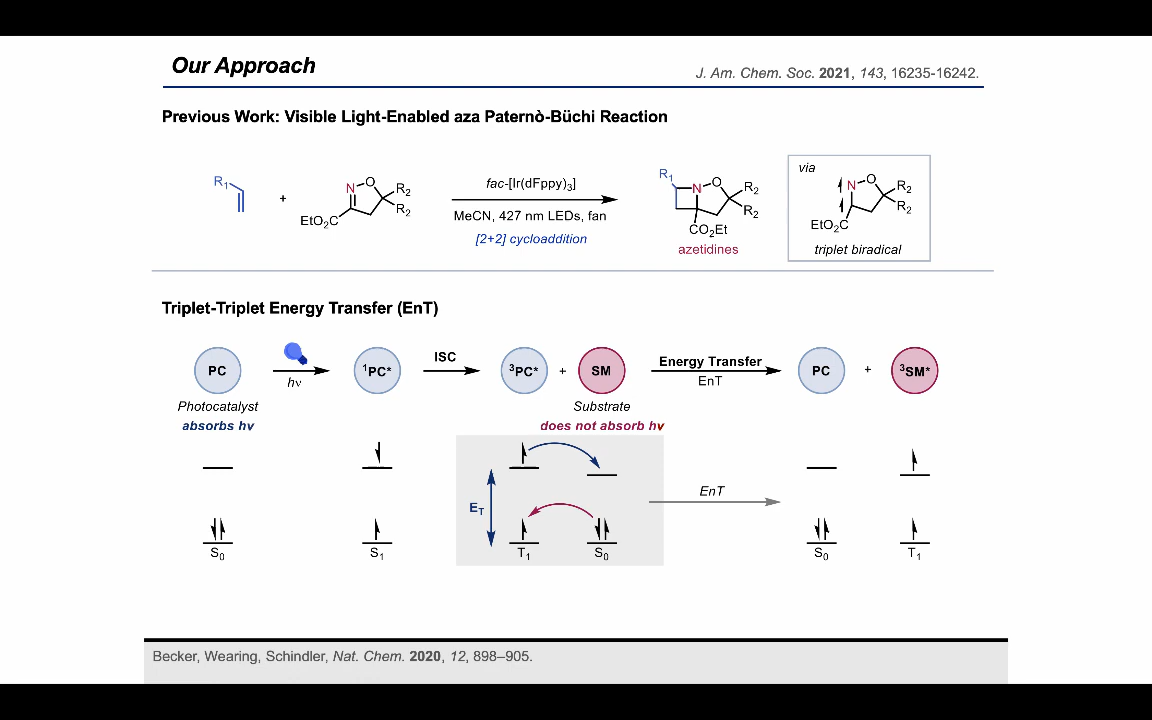 Our Approach
J. Am. Chem. Soc. 2021, 143, 16235-16242.
Previous Work: Visible Light-Enabled aza Paternò-Büchi Reaction
R1
+
EtO2C
N
O
R2
R2
fac-[Ir(dFppy)3]
MeCN, 427 nm LEDs, fan
[2+2] cycloaddition
R1
N
O
R2
R2
CO2Et
azetidines
via
N
O
R2
R2
EtO2C
triplet biradical
Triplet-Triplet Energy Transfer (EnT)
PC
hν
¹PC*
ISC
³PC*
+
SM
Energy Transfer
EnT
PC
+
³SM*
Photocatalyst
absorbs hν
Substrate
does not absorb hν
ET
EnT
S0
S1
T1
S0
S0
T1
Becker, Wearing, Schindler, Nat. Chem. 2020, 12, 898–905.